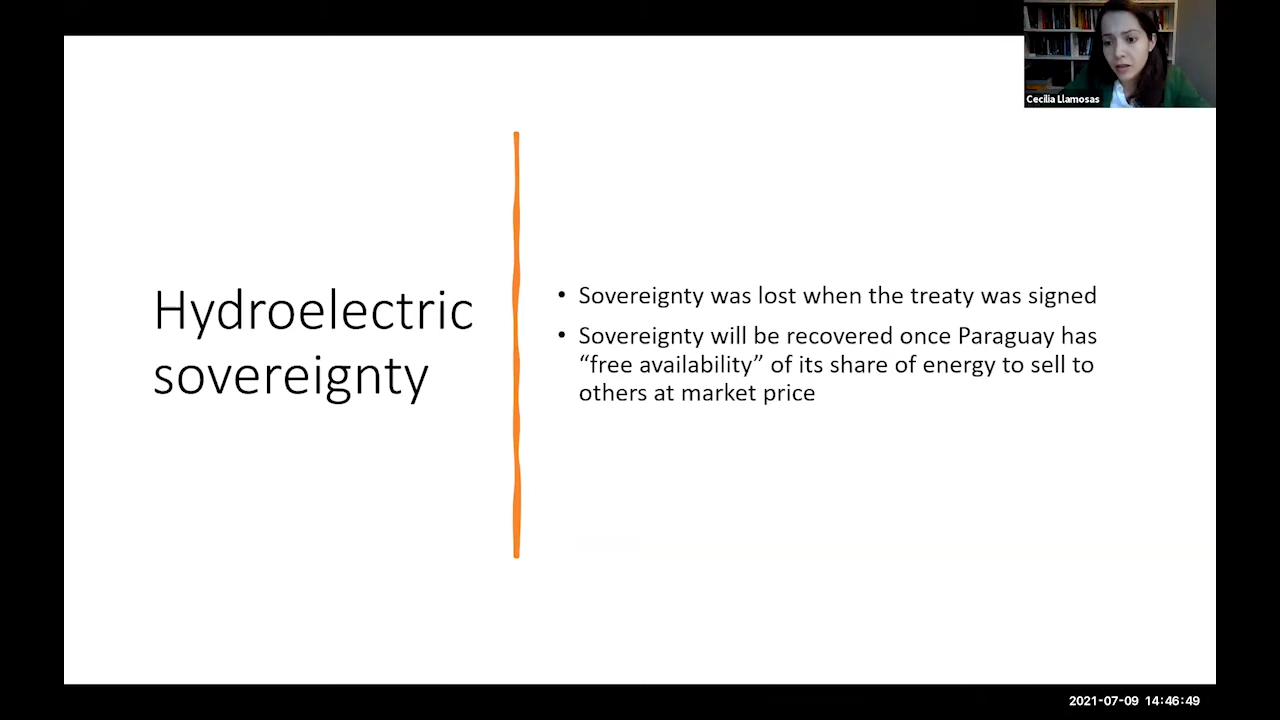 Cecilia Llamosas
Hydroelectric
sovereignty
• Sovereignty was lost when the treaty was signed
• Sovereignty will be recovered once Paraguay has
“free availability” of its share of energy to sell to
others at market price
2021-07-09 14:46:49